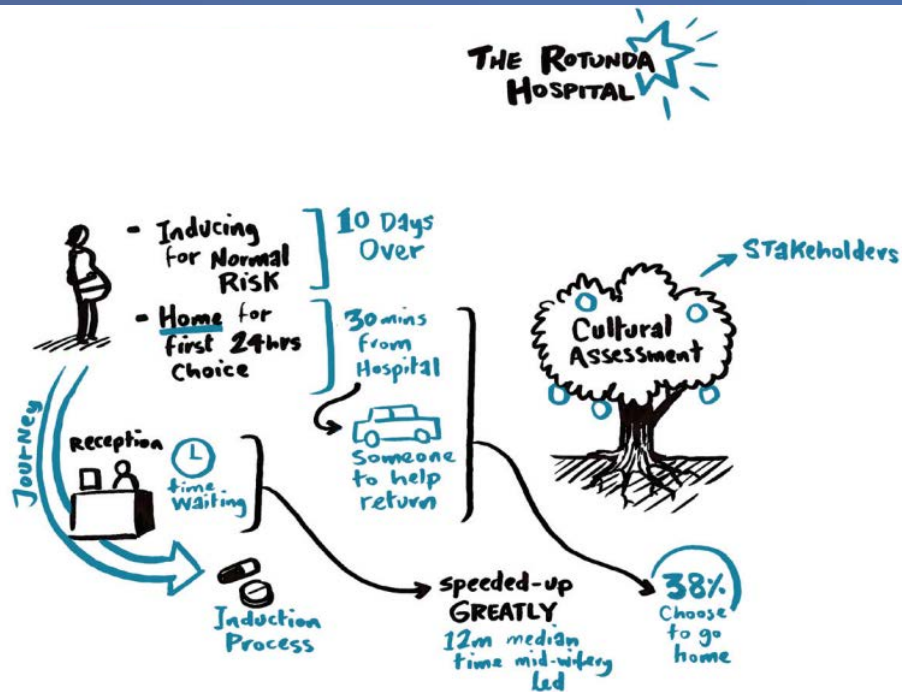 THE ROTUNDA
HOSPITAL
- Inducing
for Normal
RISK
10 Days
Over
- Home for
first 24hrs
Choice
30 mins
from
Hospital
Someone
to help
return
STakeholders
Cultural
Assessment
JOURNEY
Reception
time
Waiting
Induction
Process
speeded-up
GREATLY
12m median
time mid-wifery
led
38%
Choose
to go
home